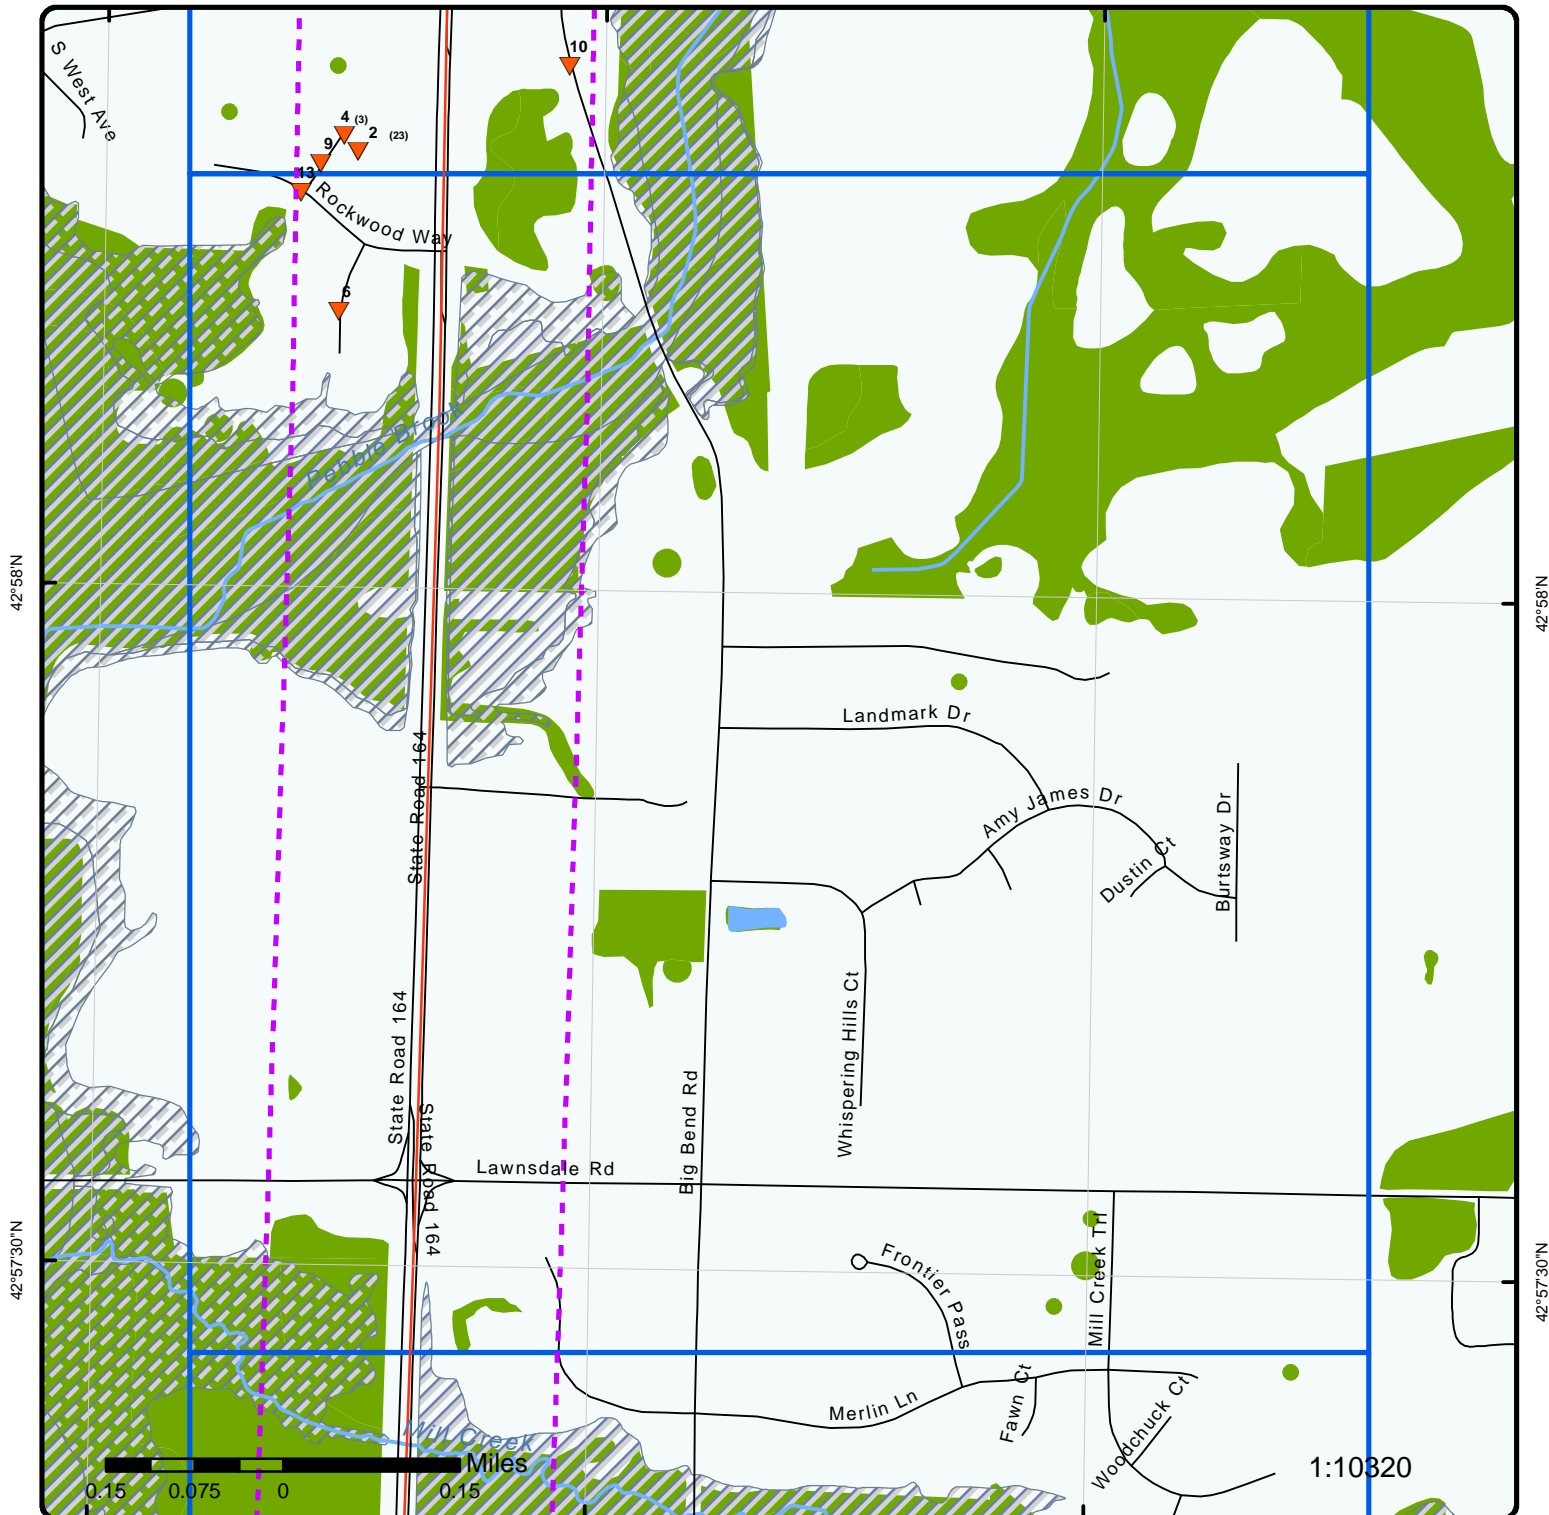 10
S West Ave
4 (3)
2 (23)
9
13
Rockwood Way
6
Pebble Brook
42°58'N
42°58'N
Landmark Dr
State Road 164
Amy James Dr
Dustin Ct
Burtsway Dr
Whispering Hills Ct
State Road 164
Big Bend Rd
State Road 164
Lawnsdale Rd
42°57'30"N
42°57'30"N
Frontier Pass
Mill Creek Trl
Merlin Ln
Fawn Ct
Woodchuck Ct
Mill Creek
Miles
1:10320
0.15 0.075 0 0.15